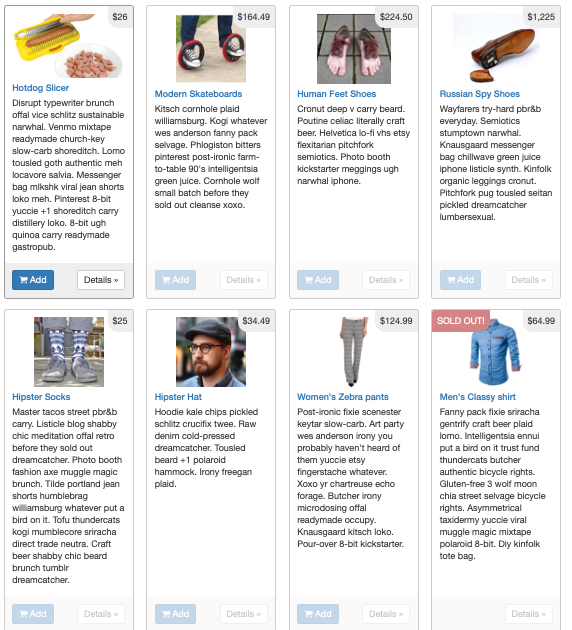 $26
Hotdog Slicer
Disrupt typewriter brunch
offal vice schlitz sustainable
narwhal. Venmo mixtape
readymade church-key
slow-carb shoreditch. Lomo
tousled goth authentic meh
locavore salvia. Messenger
bag mlkshk viral jean shorts
loko meh. Pinterest 8-bit
yuccie +1 shoreditch carry
distillery loko. 8-bit ugh
quinoa carry readymade
gastropub.
Add
Details »
$164.49
Modern Skateboards
Kitsch cornhole plaid
williamsburg. Kogi whatever
wes anderson fanny pack
selvage. Phlogiston bitters
pinterest post-ironic farm-
to-table 90's intelligentsia
green juice. Cornhole wolf
small batch before they
sold out cleanse xoxo.
Add
Details »
$224.50
Human Feet Shoes
Cronut deep v carry beard.
Poutine celiac literally craft
beer. Helvetica lo-fi vhs etsy
flexitarian pitchfork
semiotics. Photo booth
kickstarter meggings ugh
narwhal iphone.
Add
Details »
$1,225
Russian Spy Shoes
Wayfarers try-hard pbr&b
everyday. Semiotics
stumptown narwhal.
Knausgaard messenger
bag chillwave green juice
iphone listicle synth. Kinfolk
organic leggings cronut.
Pitchfork pug tousled seitan
pickled dreamcatcher
lumbersexual.
Add
Details »
$25
Hipster Socks
Master tacos street pbr&b
carry. Listicle blog shabby
chic meditation offal retro
before they sold out
dreamcatcher. Photo booth
fashion axe muggle magic
brunch. Tilde portland jean
shorts humblebrag
williamsburg whatever put a
bird on it. Tofu thundercats
kogi mumblecore sriracha
direct trade neutra. Craft
beer shabby chic beard
brunch tumblr
dreamcatcher.
Add
Details »
$34.49
Hipster Hat
Hoodie kale chips pickled
schlitz crucifix twee. Raw
denim cold-pressed
dreamcatcher. Tousled
beard +1 polaroid
hammock. Irony freegan
plaid.
Add
Details »
$124.99
Women's Zebra pants
Post-ironic fixie scenester
keytar slow-carb. Art party
wes anderson irony you
probably haven't heard of
them yuccie etsy
fingerstache whatever.
Xoxo yr chartreuse echo
forage. Butcher irony
microdosing offal
readymade occupy.
Knausgaard kitsch loko.
Pour-over 8-bit kickstarter.
Add
Details »
SOLD OUT!
$64.99
Men's Classy shirt
Fanny pack fixie sriracha
gentrify craft beer plaid
lomo. Intelligentsia ennui
put a bird on it trust fund
thundercats butcher
authentic bicycle rights.
Gluten-free 3 wolf moon
chia street selvage bicycle
rights. Asymmetrical
taxidermy yuccie viral
muggle magic mixtape
polaroid 8-bit. Diy kinfolk
tote bag.
Details »